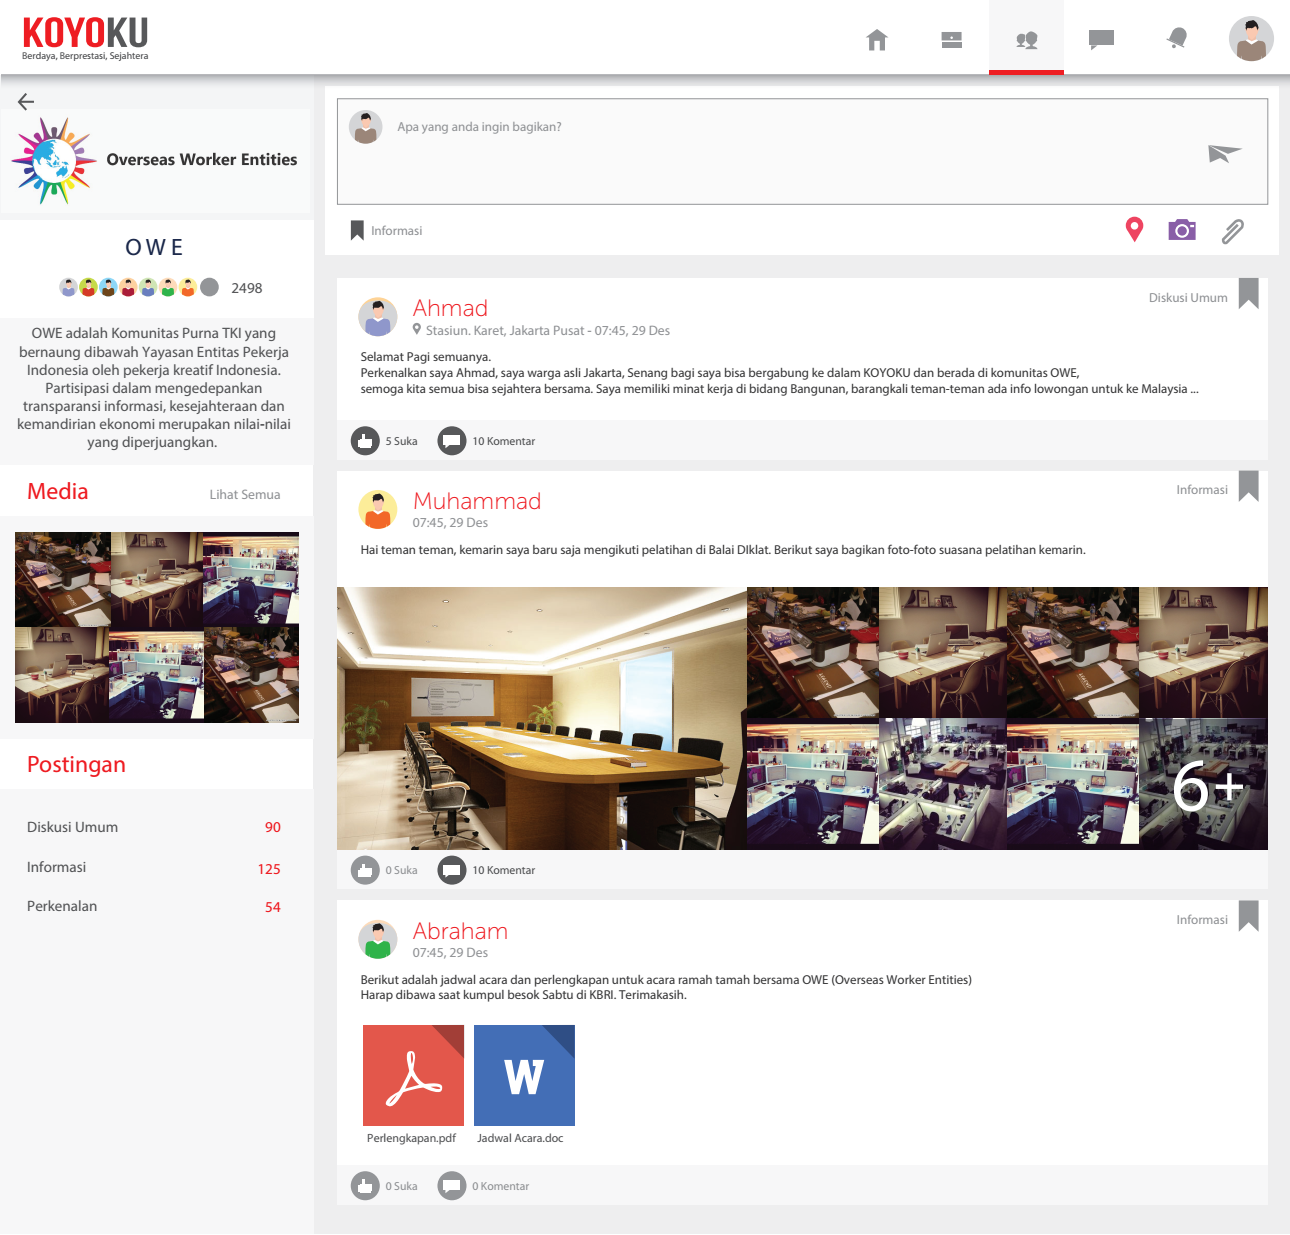 KOYOKU
Berdaya, Berprestasi, Sejahtera
Overseas Worker Entities
OWE
2498
OWE adalah Komunitas Purna TKI yang
bernaung dibawah Yayasan Entitas Pekerja
Indonesia oleh pekerja kreatif Indonesia.
Partisipasi dalam mengedepankan
transparansi informasi, kesejahteraan dan
kemandirian ekonomi merupakan nilai-nilai
yang diperjuangkan.
Media
Lihat Semua
Postingan
Diskusi Umum 90
Informasi 125
Perkenalan 54
Apa yang anda ingin bagikan?
Informasi
Ahmad
Diskusi Umum
Stasiun. Karet, Jakarta Pusat - 07:45, 29 Des
Selamat Pagi semuanya.
Perkenalkan saya Ahmad, saya warga asli Jakarta, Senang bagi saya bisa bergabung ke dalam KOYOKU dan berada di komunitas OWE,
semoga kita semua bisa sejahtera bersama. Saya memiliki minat kerja di bidang Bangunan, barangkali teman-teman ada info lowongan untuk ke Malaysia ...
5 Suka 10 Komentar
Muhammad
Informasi
07:45, 29 Des
Hai teman teman, kemarin saya baru saja mengikuti pelatihan di Balai DIklat. Berikut saya bagikan foto-foto suasana pelatihan kemarin.
6+
0 Suka 10 Komentar
Abraham
Informasi
07:45, 29 Des
Berikut adalah jadwal acara dan perlengkapan untuk acara ramah tamah bersama OWE (Overseas Worker Entities)
Harap dibawa saat kumpul besok Sabtu di KBRI. Terimakasih.
W
Perlengkapan.pdf Jadwal Acara.doc
0 Suka 0 Komentar